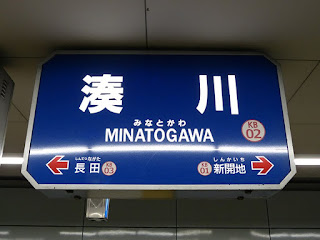 湊川
みなとがわ
MINATOGAWA
KB
02
しんながた
長田
KB
03
KB
01
しんかいち
新開地